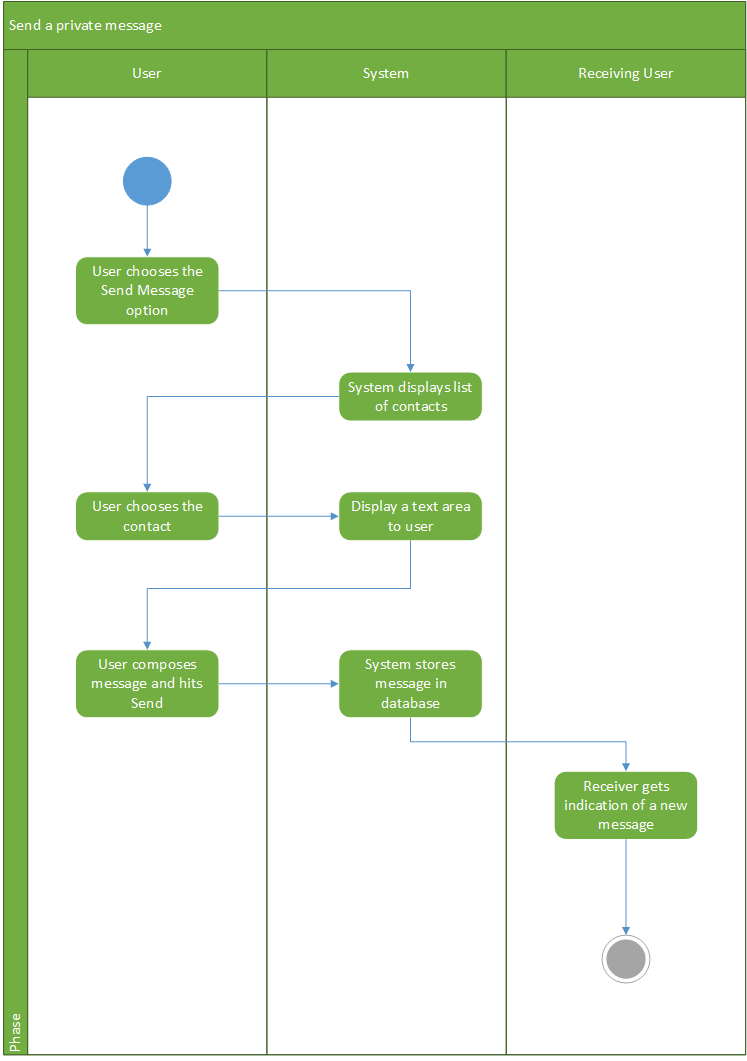 Send a private message
User
System
Receiving User
User chooses the
Send Message
option
System displays list
of contacts
User chooses the
contact
Display a text area
to user
User composes
message and hits
Send
System stores
message in
database
Receiver gets
indication of a new
message
Phase